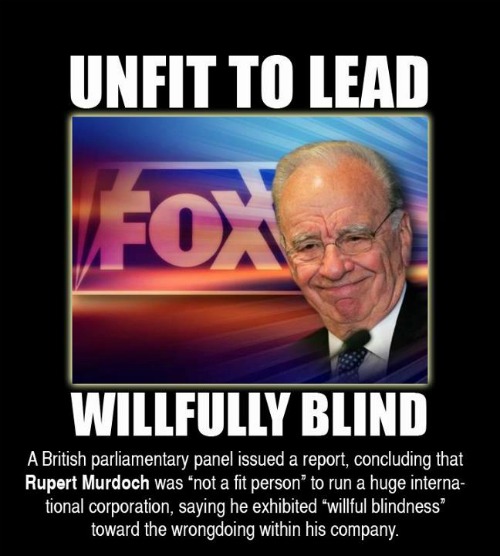 UNFIT TO LEAD
FOX
WILLFULLY BLIND
A British parliamentary panel issued a report, concluding that
Rupert Murdoch was “not a fit person” to run a huge interna-
tional corporation, saying he exhibited “willful blindness”
toward the wrongdoing within his company.